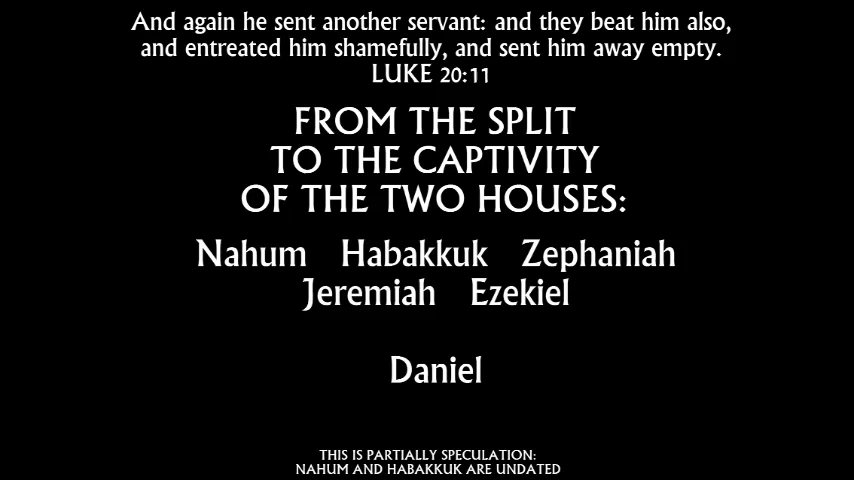 And again he sent another servant: and they beat him also,
and entreated him shamefully, and sent him away empty.
LUKE 20:11
FROM THE SPLIT
TO THE CAPTIVITY
OF THE TWO HOUSES:
Nahum Habakkuk Zephaniah
Jeremiah Ezekiel
Daniel
THIS IS PARTIALLY SPECULATION:
NAHUM AND HABAKKUK ARE UNDATED